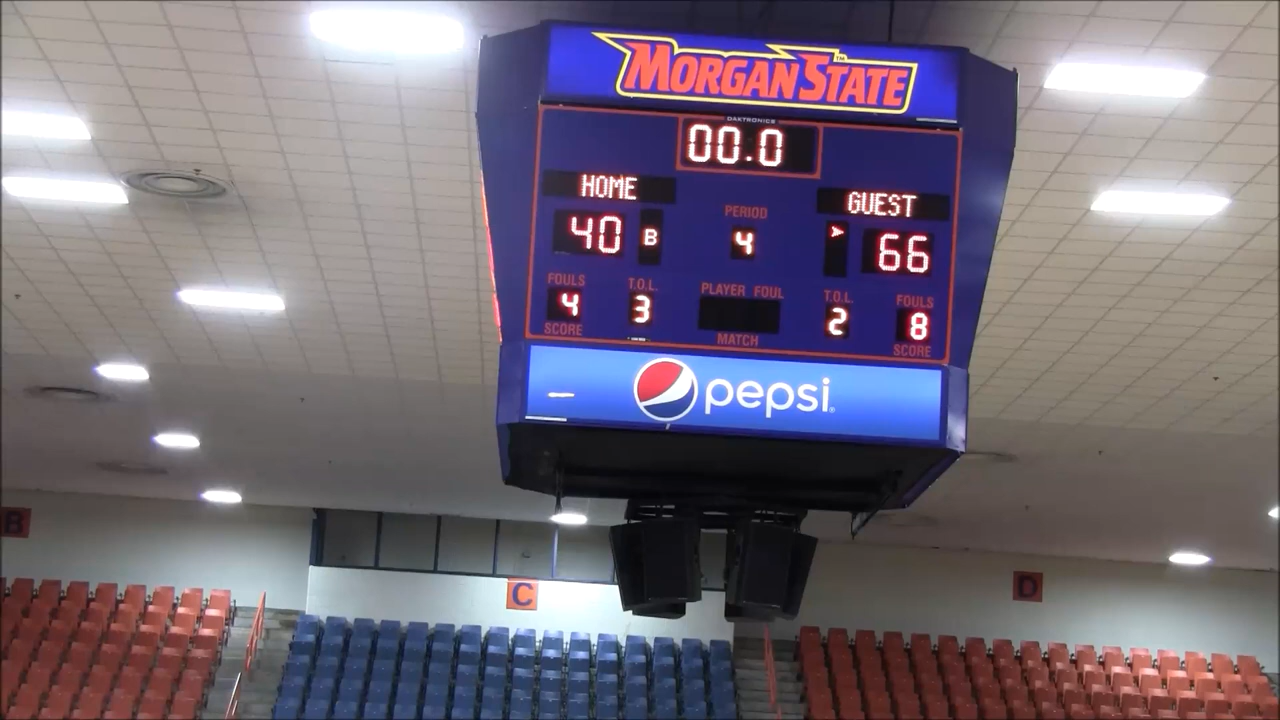 MORGAN STATE™
DAKTRONICS
00.0
HOME
GUEST
PERIOD
40 B 4 66
FOULS T.O.L. PLAYER FOUL T.O.L. FOULS
4 3 2 8
SCORE MATCH SCORE
pepsi®
B
C
D